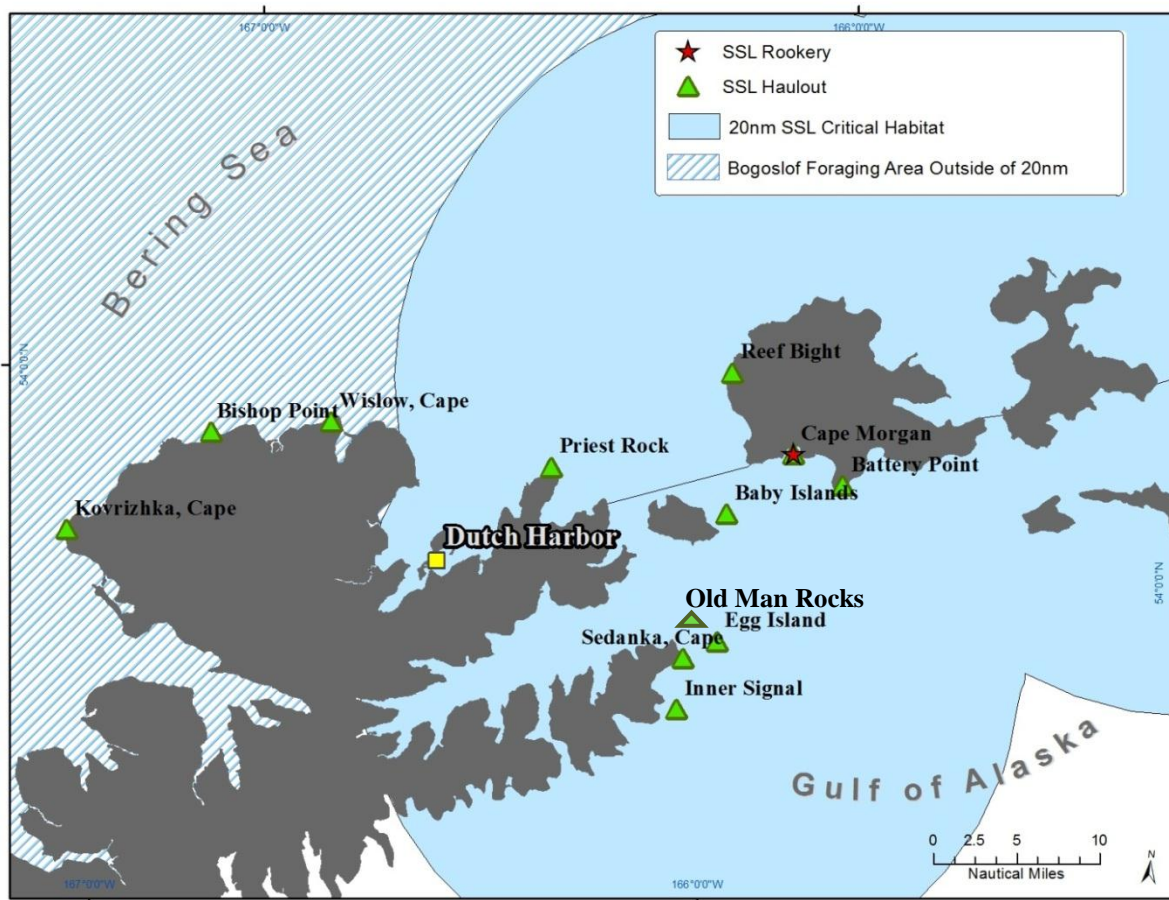 167°0'0"W
166°0'0"W
SSL Rookery
SSL Haulout
20nm SSL Critical Habitat
Bogoslof Foraging Area Outside of 20nm
Bering Sea
54°0'0"N
Reef Bight
Wislow, Cape
Bishop Point
Cape Morgan
Priest Rock
Battery Point
Baby Islands
Kovrizhka, Cape
Dutch Harbor
54°0'0"N
Old Man Rocks
Egg Island
Sedanka, Cape
Inner Signal
Gulf of Alaska
0 2.5 5 10
Nautical Miles
N
167°0'0"W
166°0'0"W